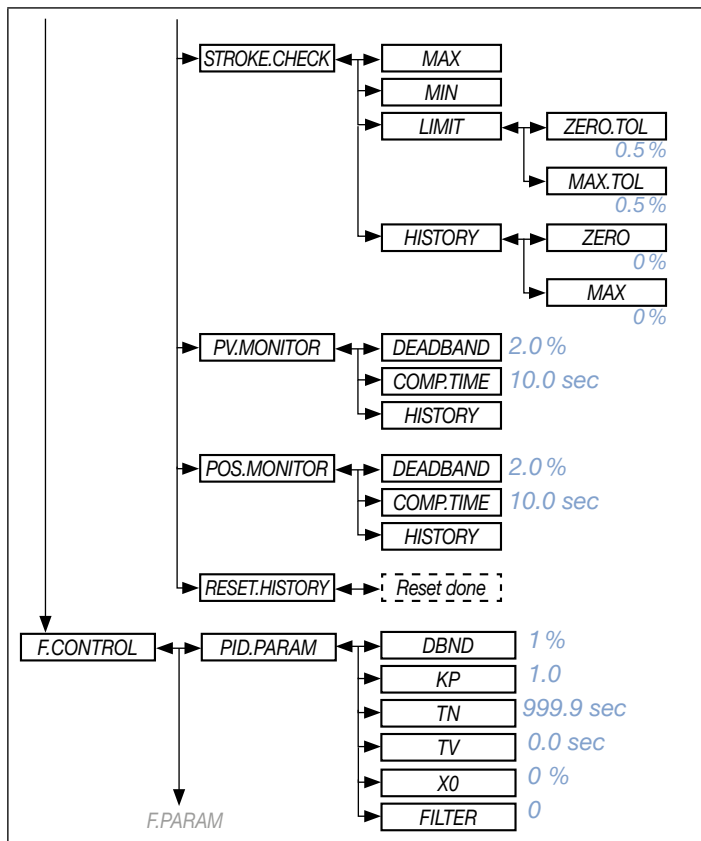 STROKE.CHECK MAX
MIN
LIMIT ZERO.TOL
0.5 %
MAX.TOL
0.5 %
HISTORY ZERO
0 %
MAX
0 %
PV.MONITOR DEADBAND 2.0 %
COMP.TIME 10.0 sec
HISTORY
POS.MONITOR DEADBAND 2.0 %
COMP.TIME 10.0 sec
HISTORY
RESET.HISTORY Reset done
F.CONTROL PID.PARAM DBND 1 %
KP 1.0
TN 999.9 sec
TV 0.0 sec
X0 0 %
FILTER 0
F.PARAM